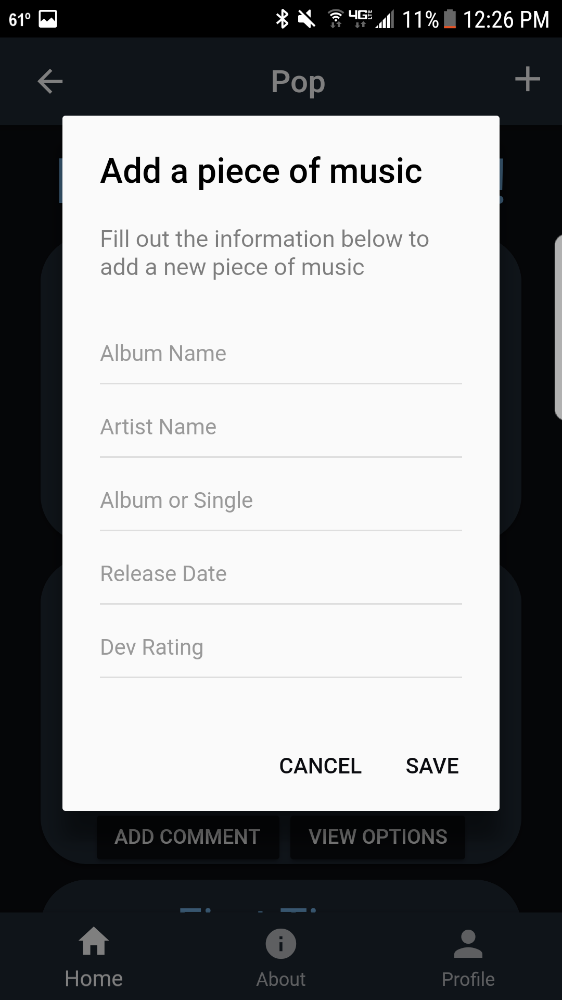 61° 4G LTE 11% 12:26 PM
Pop
Add a piece of music
Fill out the information below to
add a new piece of music
Album Name
Artist Name
Album or Single
Release Date
Dev Rating
CANCEL SAVE
ADD COMMENT VIEW OPTIONS
Home About Profile